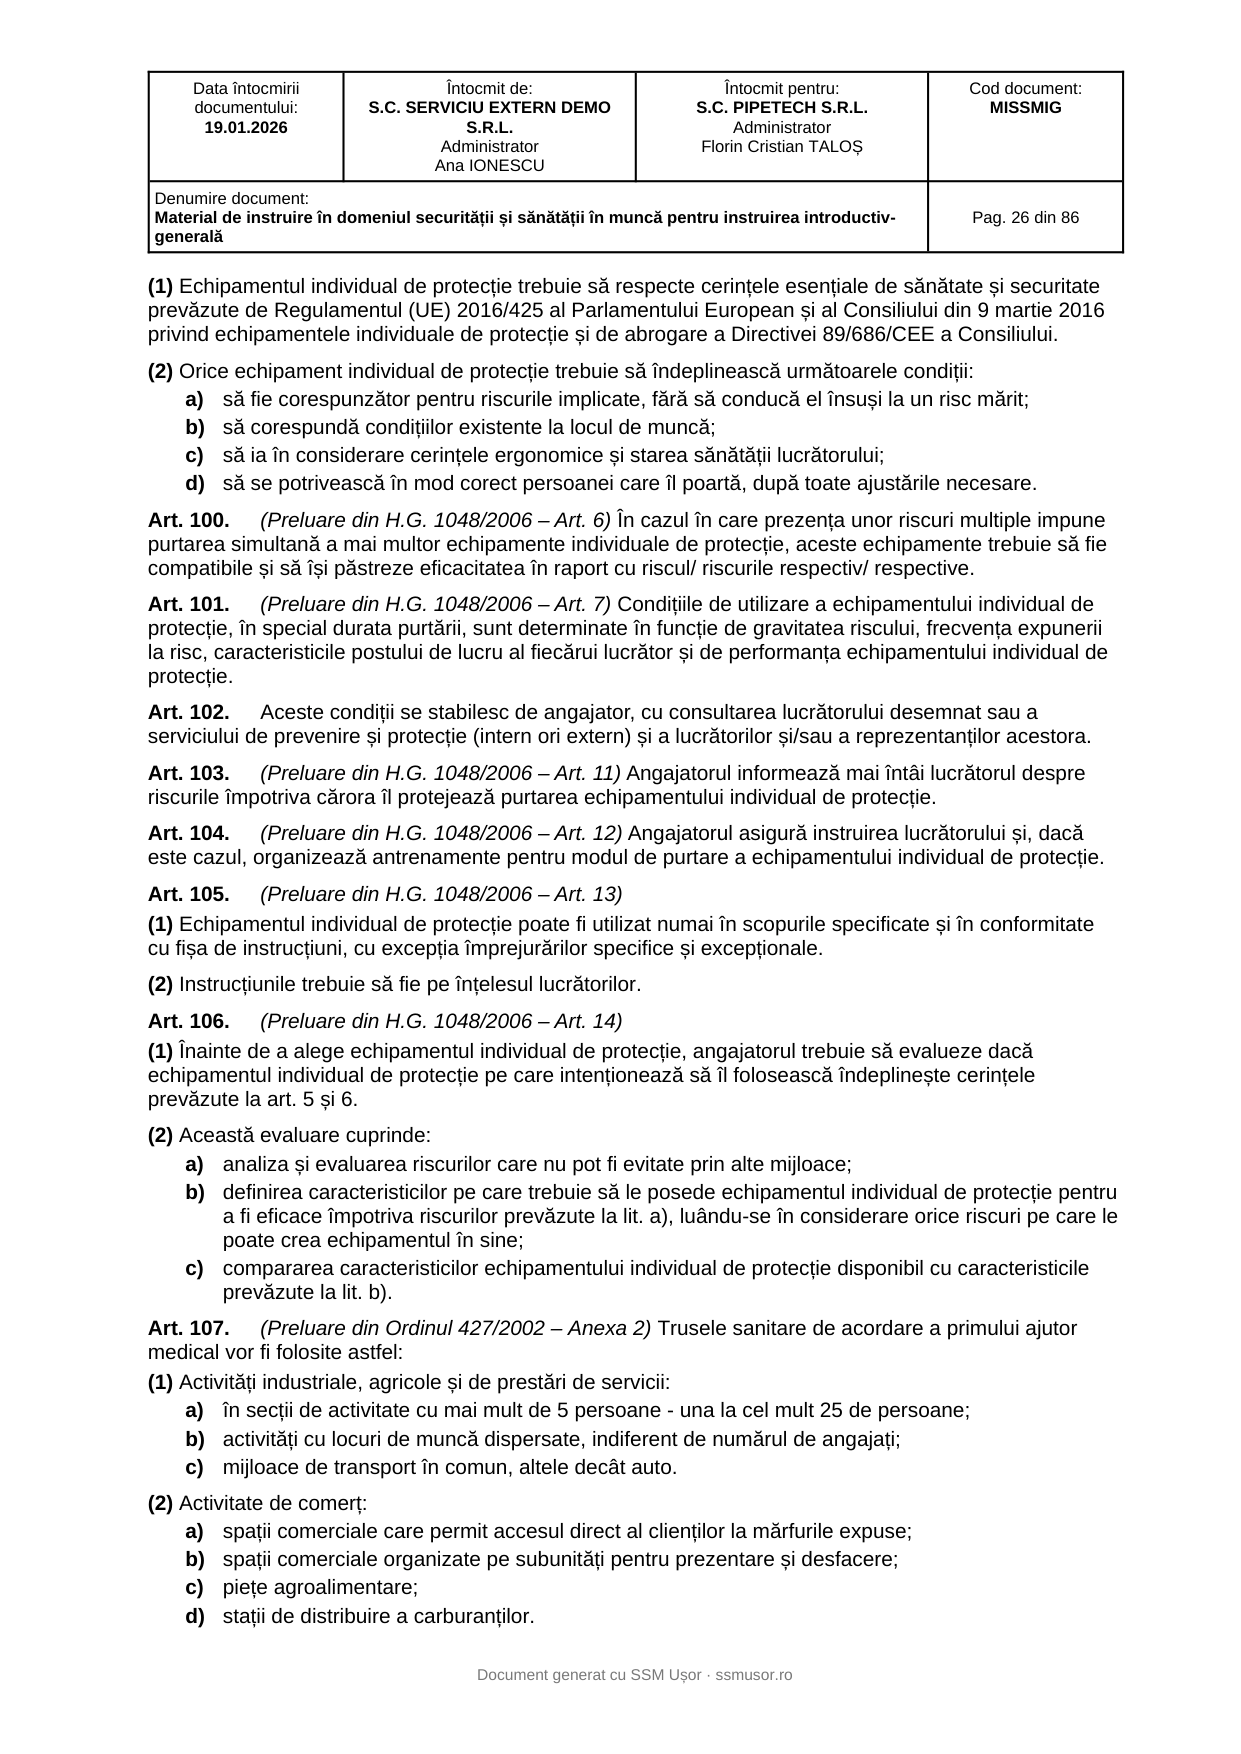 Data întocmirii
documentului:
19.01.2026
Întocmit de:
S.C. SERVICIU EXTERN DEMO
S.R.L.
Administrator
Ana IONESCU
Întocmit pentru:
S.C. PIPETECH S.R.L.
Administrator
Florin Cristian TALOȘ
Cod document:
MISSMIG
Denumire document:
Material de instruire în domeniul securității și sănătății în muncă pentru instruirea introductiv-
generală
Pag. 26 din 86
(1) Echipamentul individual de protecție trebuie să respecte cerințele esențiale de sănătate și securitate
prevăzute de Regulamentul (UE) 2016/425 al Parlamentului European și al Consiliului din 9 martie 2016
privind echipamentele individuale de protecție și de abrogare a Directivei 89/686/CEE a Consiliului.
(2) Orice echipament individual de protecție trebuie să îndeplinească următoarele condiții:
a) să fie corespunzător pentru riscurile implicate, fără să conducă el însuși la un risc mărit;
b) să corespundă condițiilor existente la locul de muncă;
c) să ia în considerare cerințele ergonomice și starea sănătății lucrătorului;
d) să se potrivească în mod corect persoanei care îl poartă, după toate ajustările necesare.
Art. 100. (Preluare din H.G. 1048/2006 – Art. 6) În cazul în care prezența unor riscuri multiple impune
purtarea simultană a mai multor echipamente individuale de protecție, aceste echipamente trebuie să fie
compatibile și să își păstreze eficacitatea în raport cu riscul/ riscurile respectiv/ respective.
Art. 101. (Preluare din H.G. 1048/2006 – Art. 7) Condițiile de utilizare a echipamentului individual de
protecție, în special durata purtării, sunt determinate în funcție de gravitatea riscului, frecvența expunerii
la risc, caracteristicile postului de lucru al fiecărui lucrător și de performanța echipamentului individual de
protecție.
Art. 102. Aceste condiții se stabilesc de angajator, cu consultarea lucrătorului desemnat sau a
serviciului de prevenire și protecție (intern ori extern) și a lucrătorilor și/sau a reprezentanților acestora.
Art. 103. (Preluare din H.G. 1048/2006 – Art. 11) Angajatorul informează mai întâi lucrătorul despre
riscurile împotriva cărora îl protejează purtarea echipamentului individual de protecție.
Art. 104. (Preluare din H.G. 1048/2006 – Art. 12) Angajatorul asigură instruirea lucrătorului și, dacă
este cazul, organizează antrenamente pentru modul de purtare a echipamentului individual de protecție.
Art. 105. (Preluare din H.G. 1048/2006 – Art. 13)
(1) Echipamentul individual de protecție poate fi utilizat numai în scopurile specificate și în conformitate
cu fișa de instrucțiuni, cu excepția împrejurărilor specifice și excepționale.
(2) Instrucțiunile trebuie să fie pe înțelesul lucrătorilor.
Art. 106. (Preluare din H.G. 1048/2006 – Art. 14)
(1) Înainte de a alege echipamentul individual de protecție, angajatorul trebuie să evalueze dacă
echipamentul individual de protecție pe care intenționează să îl folosească îndeplinește cerințele
prevăzute la art. 5 și 6.
(2) Această evaluare cuprinde:
a) analiza și evaluarea riscurilor care nu pot fi evitate prin alte mijloace;
b) definirea caracteristicilor pe care trebuie să le posede echipamentul individual de protecție pentru
a fi eficace împotriva riscurilor prevăzute la lit. a), luându-se în considerare orice riscuri pe care le
poate crea echipamentul în sine;
c) compararea caracteristicilor echipamentului individual de protecție disponibil cu caracteristicile
prevăzute la lit. b).
Art. 107. (Preluare din Ordinul 427/2002 – Anexa 2) Trusele sanitare de acordare a primului ajutor
medical vor fi folosite astfel:
(1) Activități industriale, agricole și de prestări de servicii:
a) în secții de activitate cu mai mult de 5 persoane - una la cel mult 25 de persoane;
b) activități cu locuri de muncă dispersate, indiferent de numărul de angajați;
c) mijloace de transport în comun, altele decât auto.
(2) Activitate de comerț:
a) spații comerciale care permit accesul direct al clienților la mărfurile expuse;
b) spații comerciale organizate pe subunități pentru prezentare și desfacere;
c) piețe agroalimentare;
d) stații de distribuire a carburanților.
Document generat cu SSM Ușor · ssmusor.ro